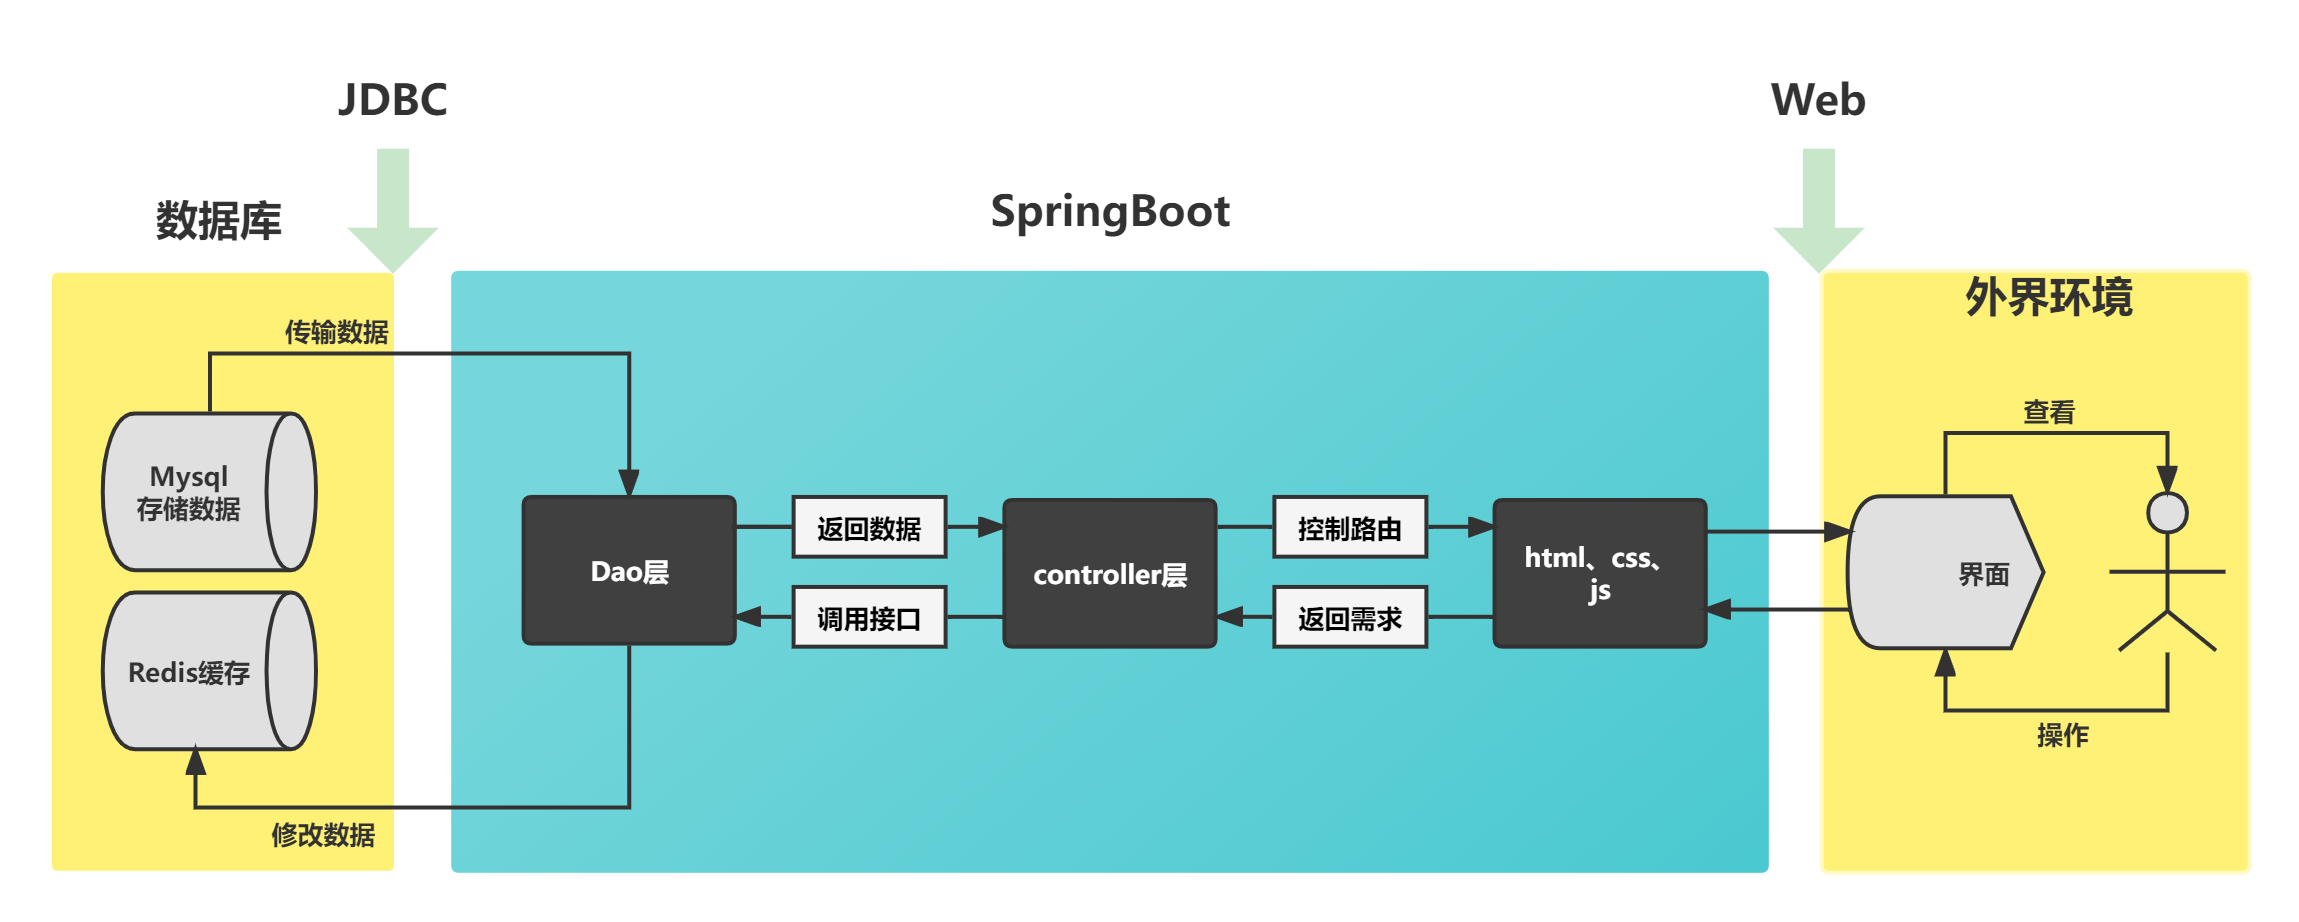 JDBC
Web
数据库
SpringBoot
外界环境
传输数据
查看
Mysql
存储数据
返回数据
控制路由
Dao层
controller层
html、css、
js
界面
调用接口
返回需求
Redis缓存
操作
修改数据